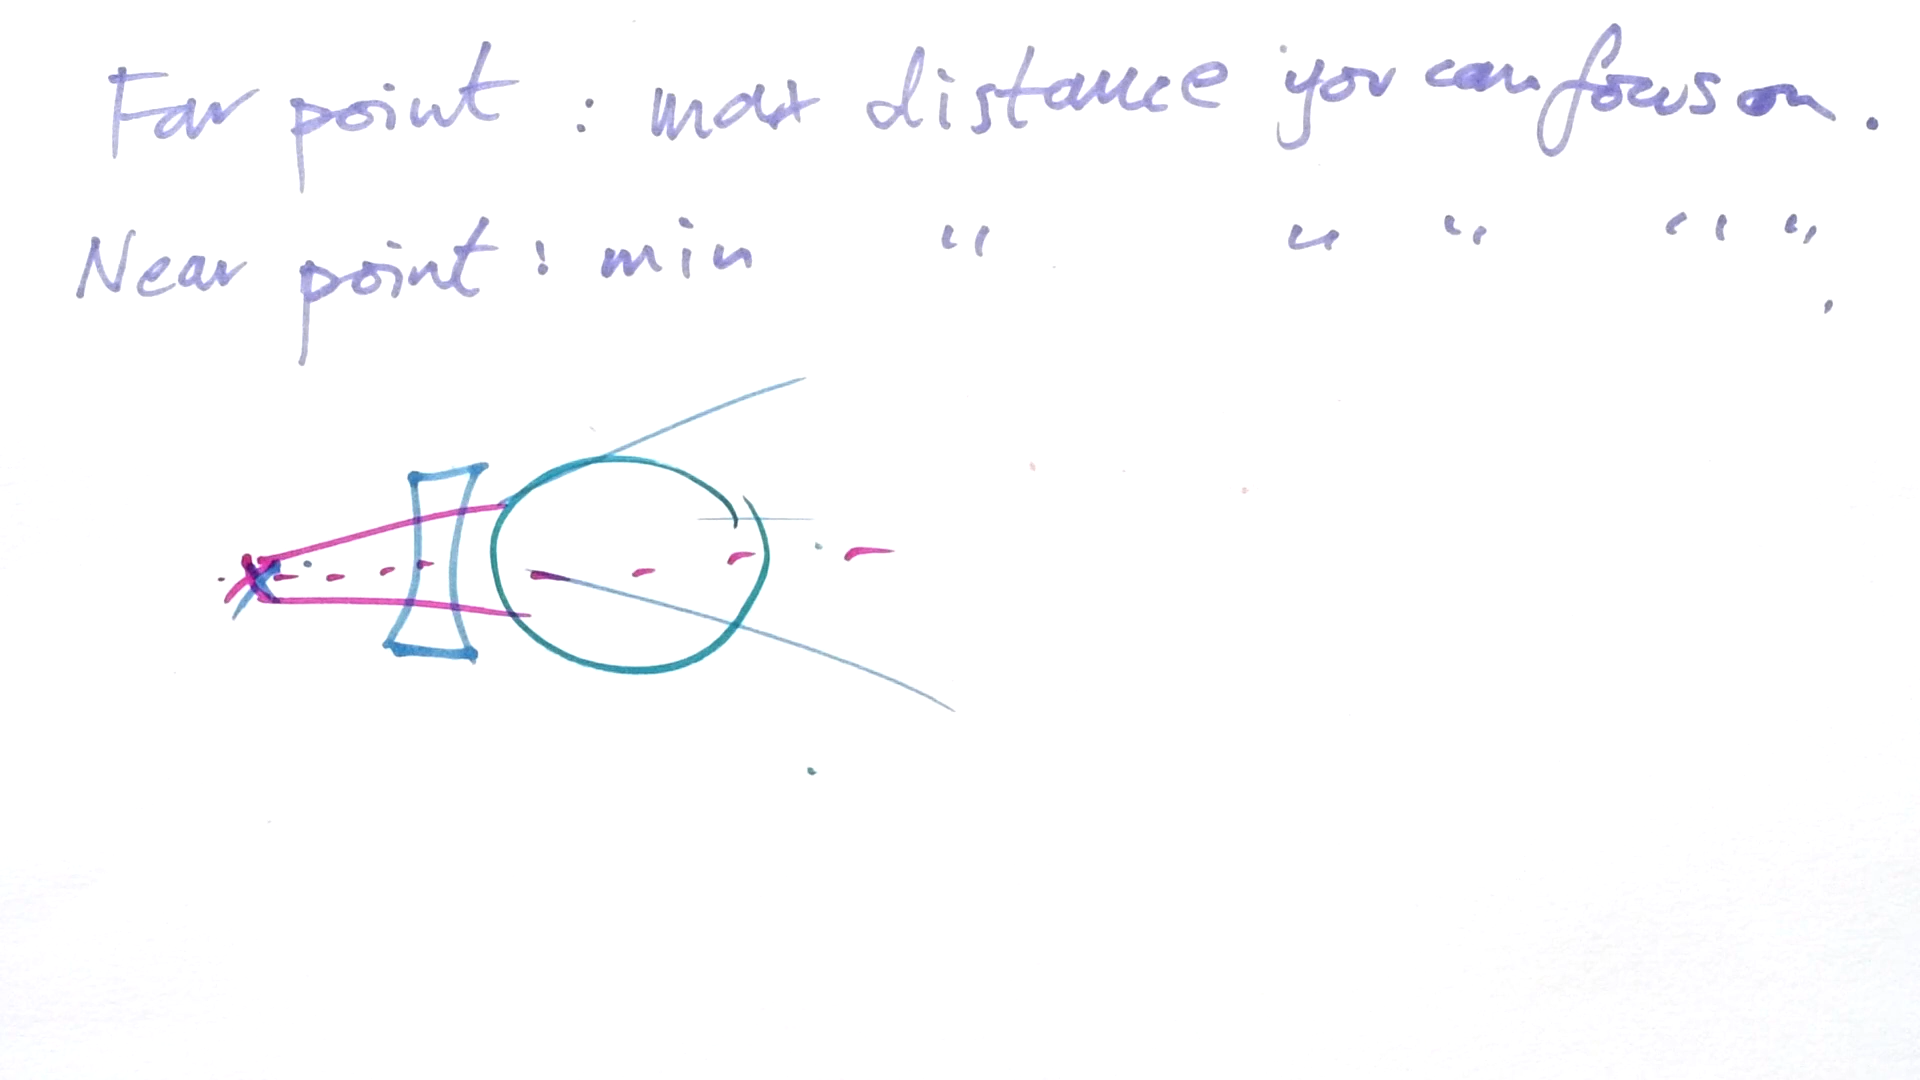 Far point : max distance you can focus on.
Near point : min " " " " " .